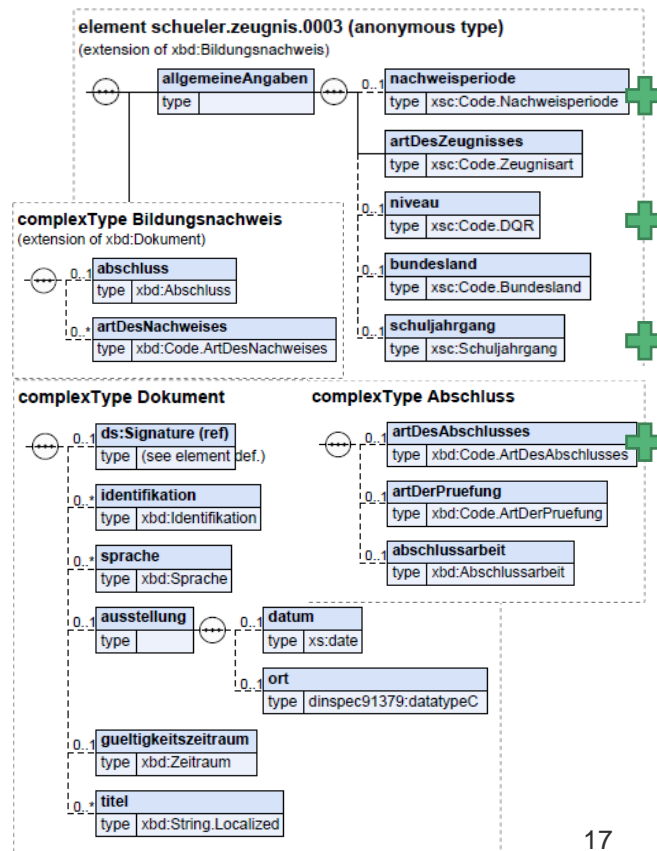 element schueler.zeugnis.0003 (anonymous type)
(extension of xbd:Bildungsnachweis)
allgemeineAngaben
type
0..1
nachweisperiode
type xsc:Code.Nachweisperiode
artDesZeugnisses
type xsc:Code.Zeugnisart
0..1
niveau
type xsc:Code.DQR
0..1
bundesland
type xsc:Code.Bundesland
0..1
schuljahrgang
type xsc:Schuljahrgang
complexType Bildungsnachweis
(extension of xbd:Dokument)
0..1
abschluss
type xbd:Abschluss
0..*
artDesNachweises
type xbd:Code.ArtDesNachweises
complexType Dokument
0..1
ds:Signature (ref)
type (see element def.)
0..*
identifikation
type xbd:Identifikation
0..*
sprache
type xbd:Sprache
0..1
ausstellung
type
0..1
datum
type xs:date
0..1
ort
type dinspec91379:datatypeC
0..1
gueltigkeitszeitraum
type xbd:Zeitraum
0..*
titel
type xbd:String.Localized
complexType Abschluss
0..1
artDesAbschlusses
type xbd:Code.ArtDesAbschlusses
0..1
artDerPruefung
type xbd:Code.ArtDerPruefung
0..1
abschlussarbeit
type xbd:Abschlussarbeit
17